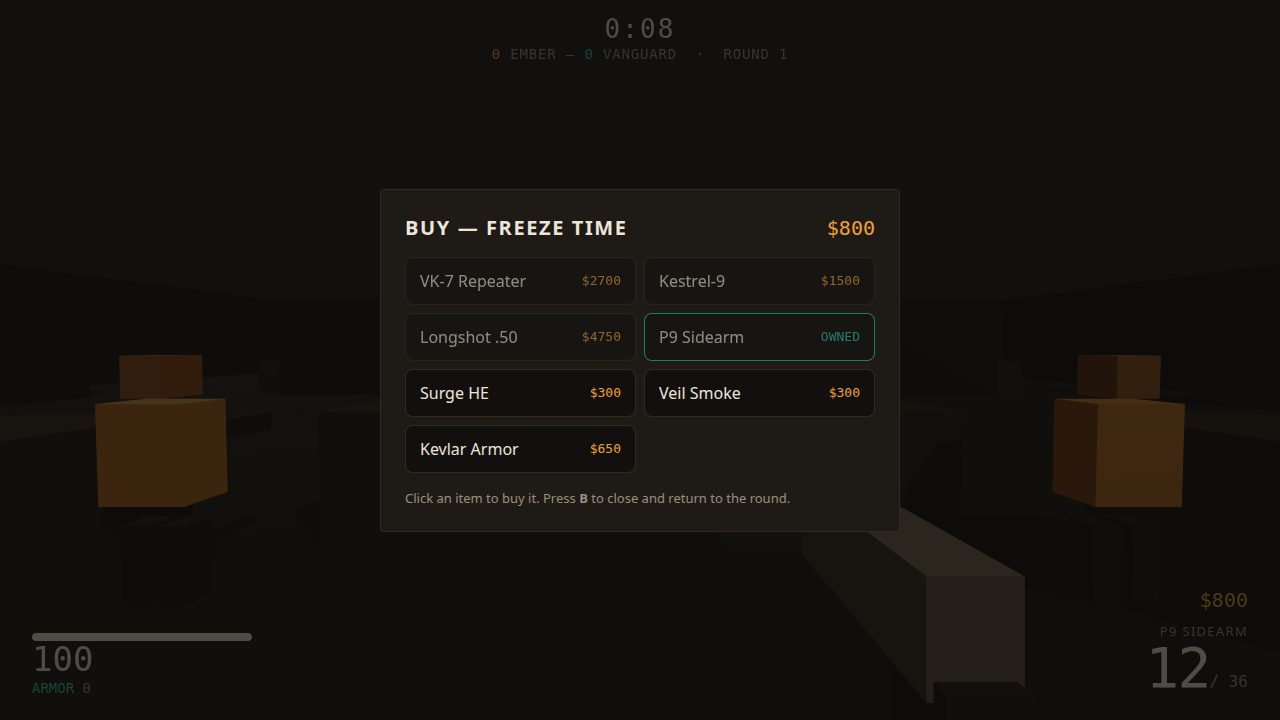 0:08
0 EMBER — 0 VANGUARD · ROUND 1
BUY — FREEZE TIME $800
VK-7 Repeater $2700 Kestrel-9 $1500
Longshot .50 $4750 P9 Sidearm OWNED
Surge HE $300 Veil Smoke $300
Kevlar Armor $650
Click an item to buy it. Press B to close and return to the round.
$800
P9 SIDEARM
100 12 / 36
ARMOR 0